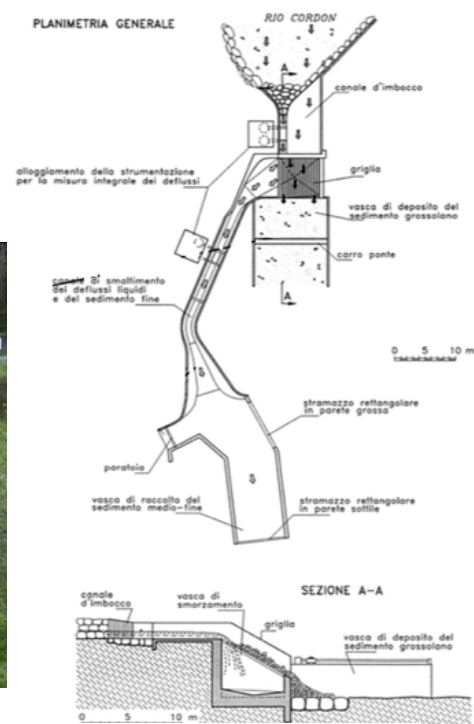 PLANIMETRIA GENERALE
RIO CORDON
A
canale d'imbocco
alloggiamento della strumentazione
per la misura integrale dei deflussi
griglia
vasca di deposito del
sedimento grossolano
carro ponte
A
canale di smaltimento
dei deflussi liquidi
e del sedimento fine
0 5 10 m
stramazzo rettangolare
in parete grossa
paratoia
vasca di raccolta del
sedimento medio-fine
stramazzo rettangolare
in parete sottile
SEZIONE A-A
canale
d'imbocco
vasca di
smorzamento
griglia
vasca di deposito del
sedimento grossolano
0 5 10 m